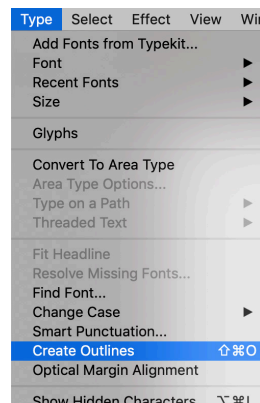 Type Select Effect View Wi
Add Fonts from Typekit...
Font ▶
Recent Fonts ▶
Size ▶
Glyphs
Convert To Area Type
Area Type Options...
Type on a Path ▶
Threaded Text ▶
Fit Headline
Resolve Missing Fonts...
Find Font...
Change Case ▶
Smart Punctuation...
Create Outlines ⇧⌘O
Optical Margin Alignment
Show Hidden Characters ⌥⌘I